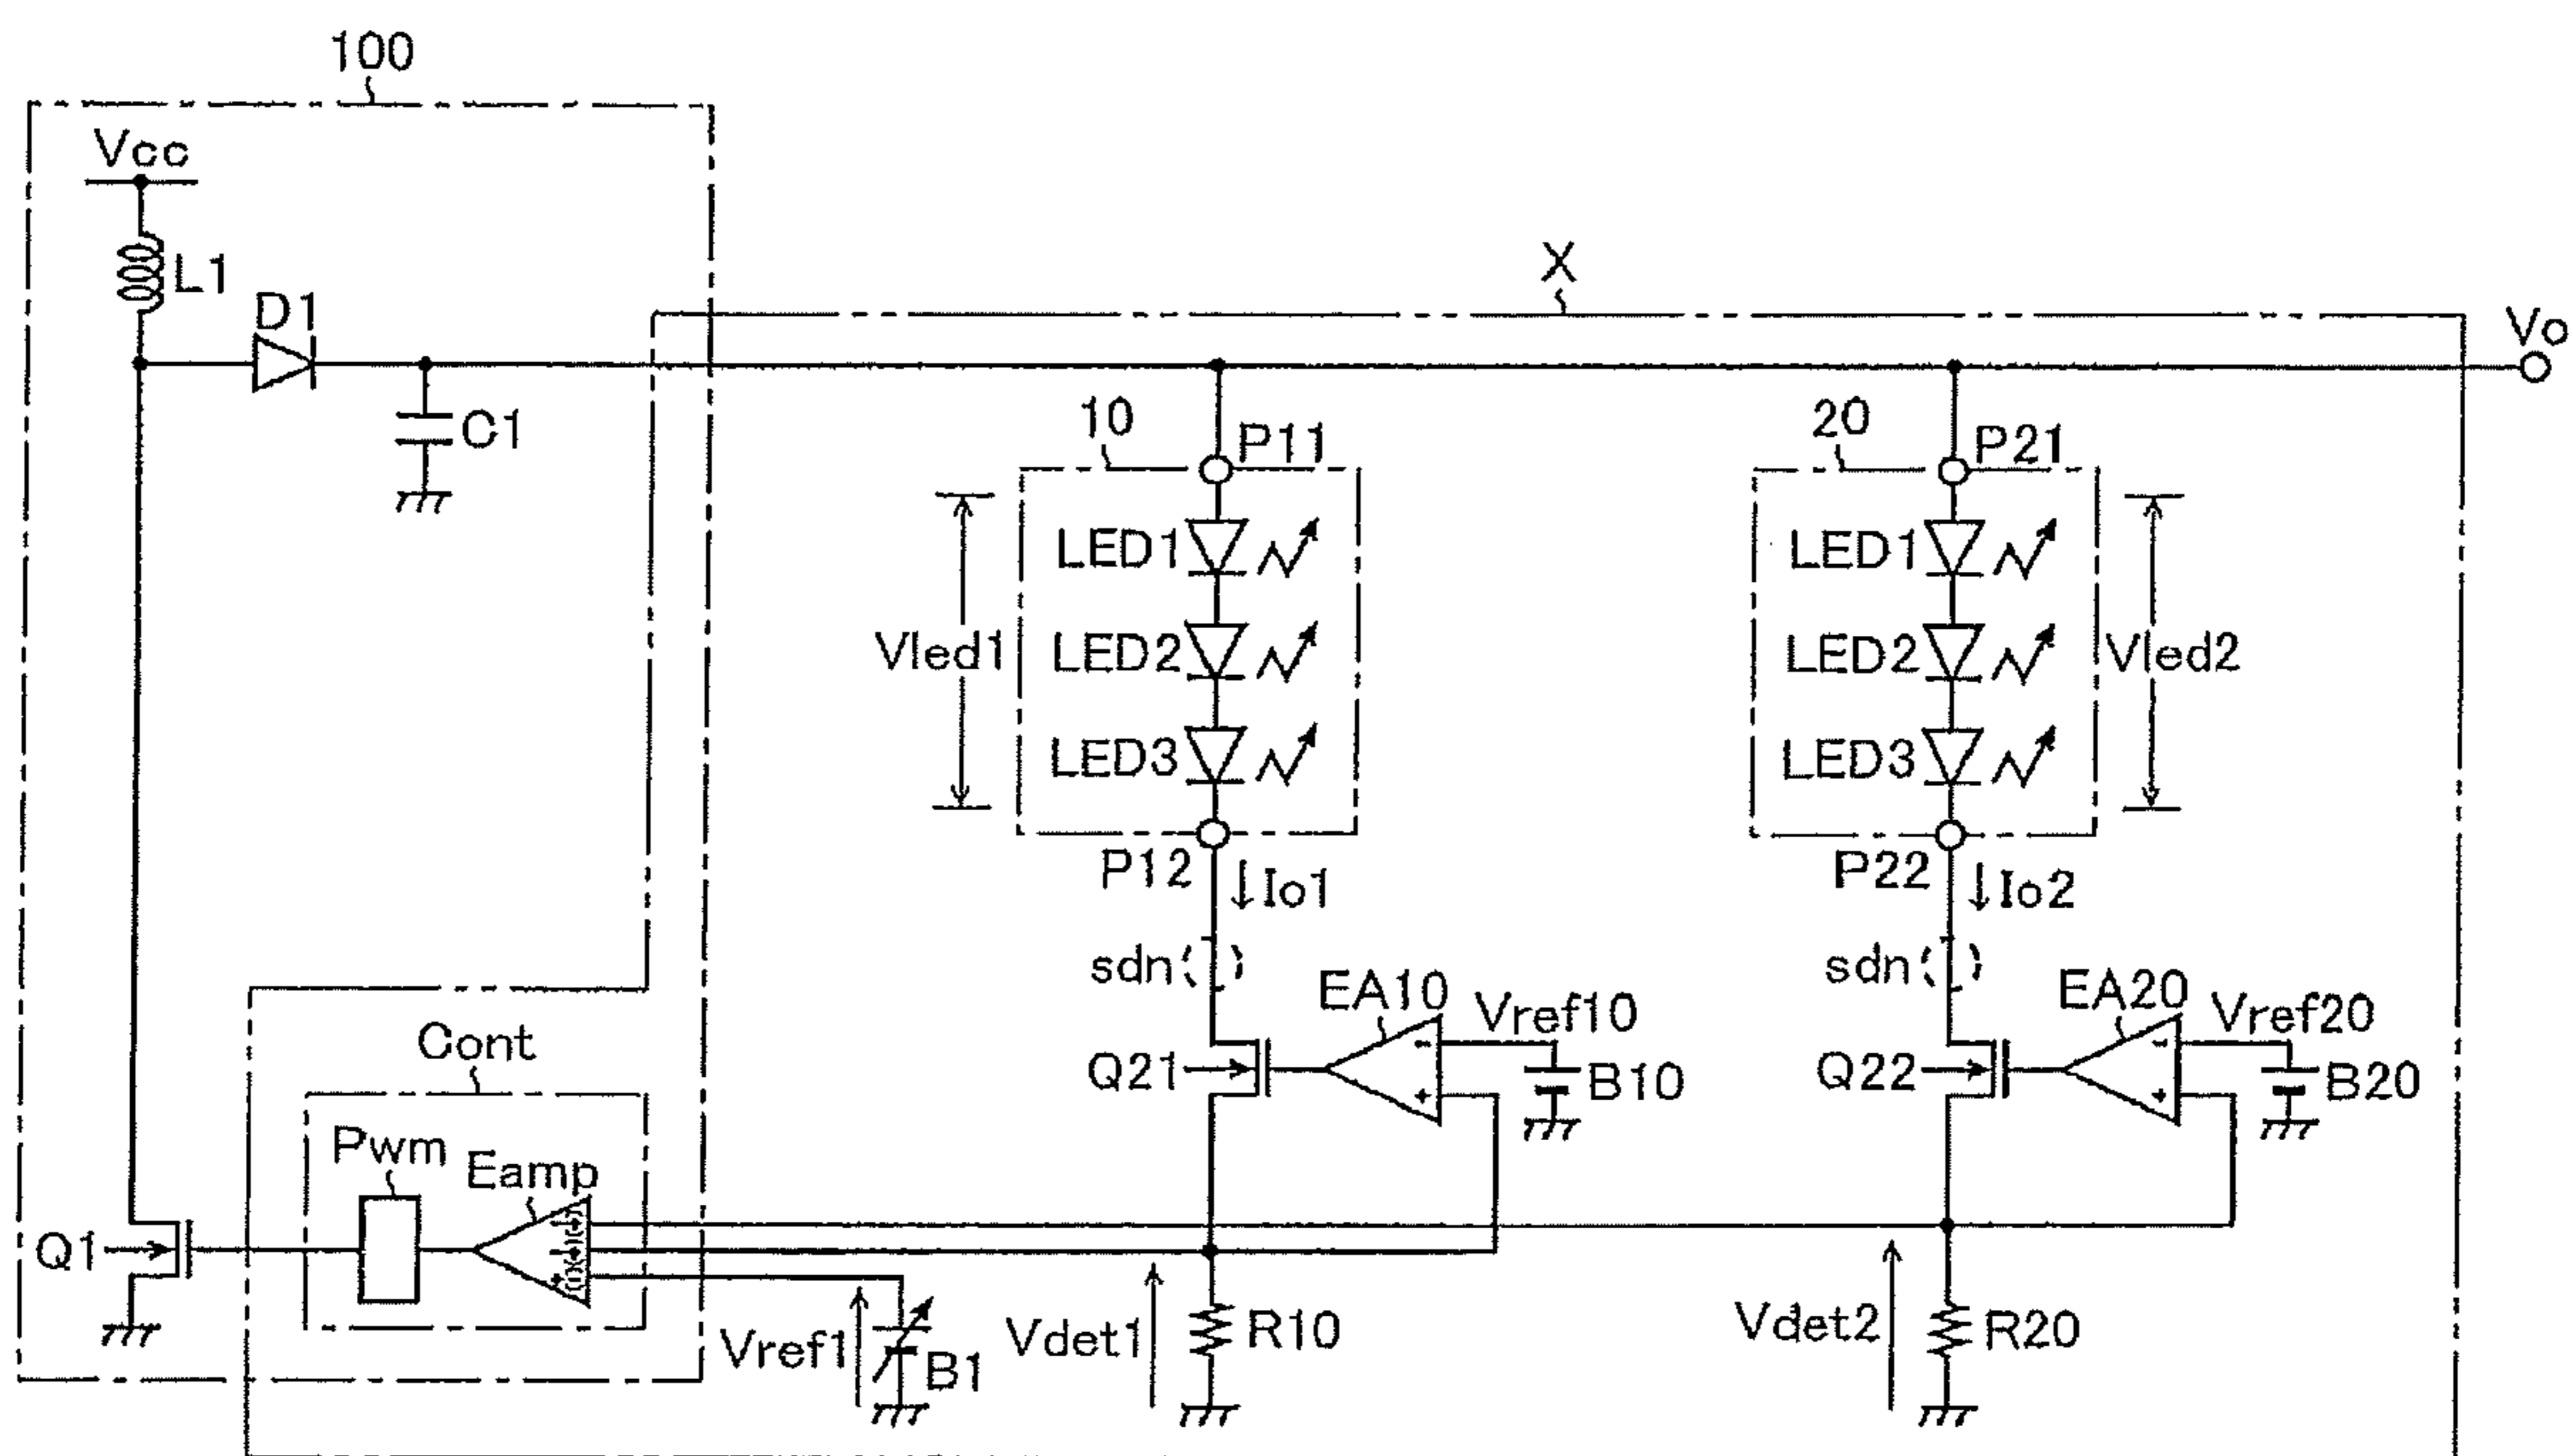 100
Vcc
L1
D1
C1
X
Vo
10
P11
LED1
LED2
LED3
Vled1
P12
Io1
sdn
EA10
Vref10
Q21
B10
20
P21
LED1
LED2
LED3
Vled2
P22
Io2
sdn
EA20
Vref20
Q22
B20
Cont
Pwm
Eamp
Q1
Vref1
B1
Vdet1
R10
Vdet2
R20